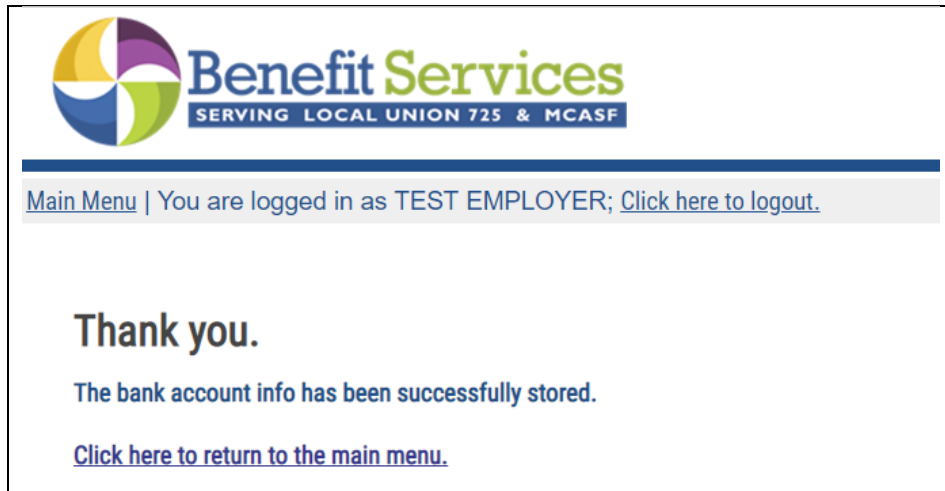 Benefit Services
SERVING LOCAL UNION 725 & MCASF
Main Menu | You are logged in as TEST EMPLOYER; Click here to logout.
Thank you.
The bank account info has been successfully stored.
Click here to return to the main menu.